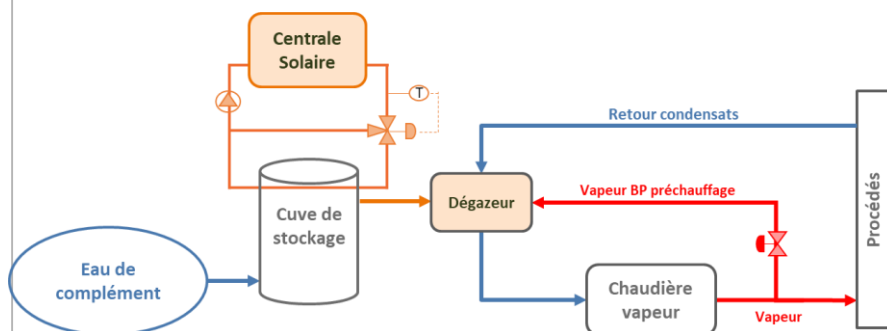 Centrale
Solaire
T
Retour condensats
Procédés
Vapeur BP préchauffage
Dégazeur
Cuve de
stockage
Eau de
complément
Chaudière
vapeur
Vapeur